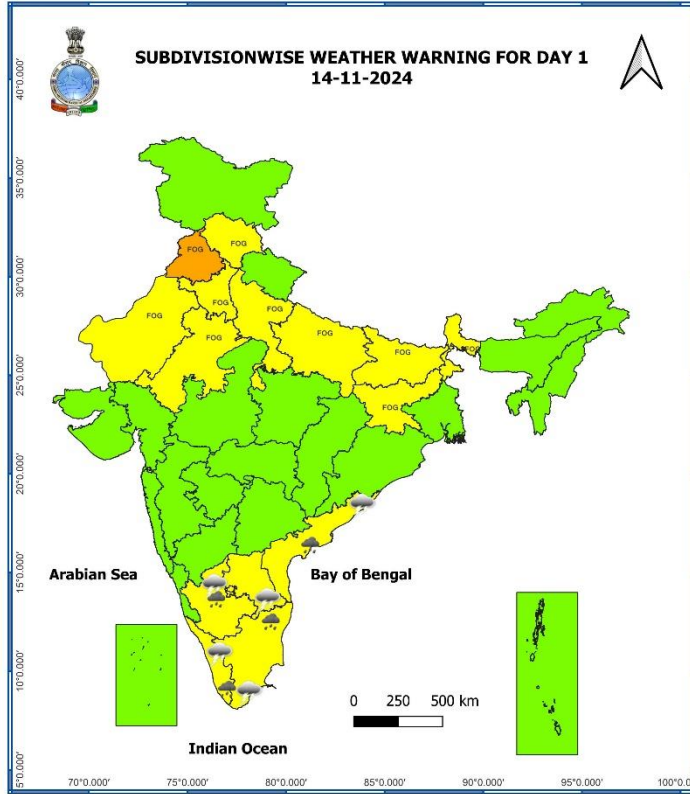 SUBDIVISIONWISE WEATHER WARNING FOR DAY 1
14-11-2024
40°0.000'
35°0.000'
30°0.000'
25°0.000'
20°0.000'
15°0.000'
10°0.000'
5°0.000'
FOG
FOG
FOG
FOG
FOG
FOG
FOG
FOG
FOG
FOG
Arabian Sea
Bay of Bengal
Indian Ocean
0 250 500 km
70°0.000' 75°0.000' 80°0.000' 85°0.000' 90°0.000' 95°0.000' 100°0.00